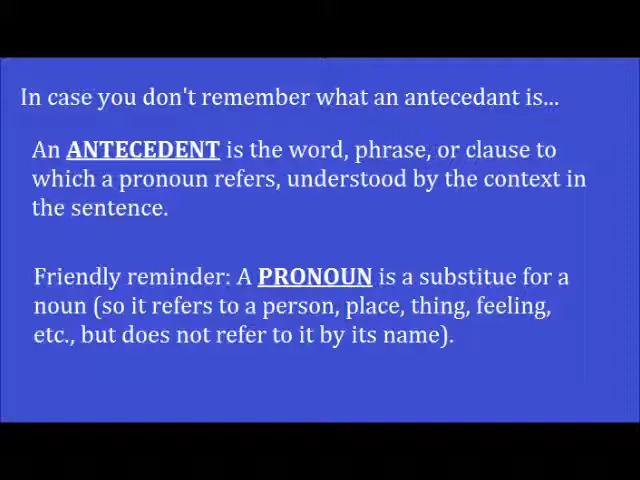 In case you don't remember what an antecedant is...
An ANTECEDENT is the word, phrase, or clause to
which a pronoun refers, understood by the context in
the sentence.
Friendly reminder: A PRONOUN is a substitue for a
noun (so it refers to a person, place, thing, feeling,
etc., but does not refer to it by its name).